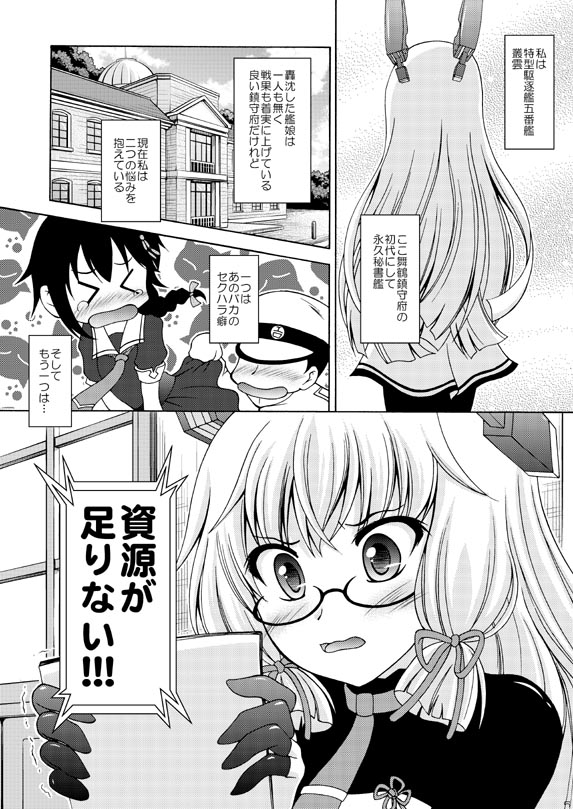 私は
特型駆逐艦五番艦
叢雲
ここ舞鶴鎮守府の
初代にして
永久秘書艦
轟沈した艦娘は
一人も無く
戦果も着実に上げている
良い鎮守府だけれど
現在私は
二つの悩みを
抱えている
一つは
あのバカの
セクハラ癖
そして
もう一つは…
資源が
足りない!!!